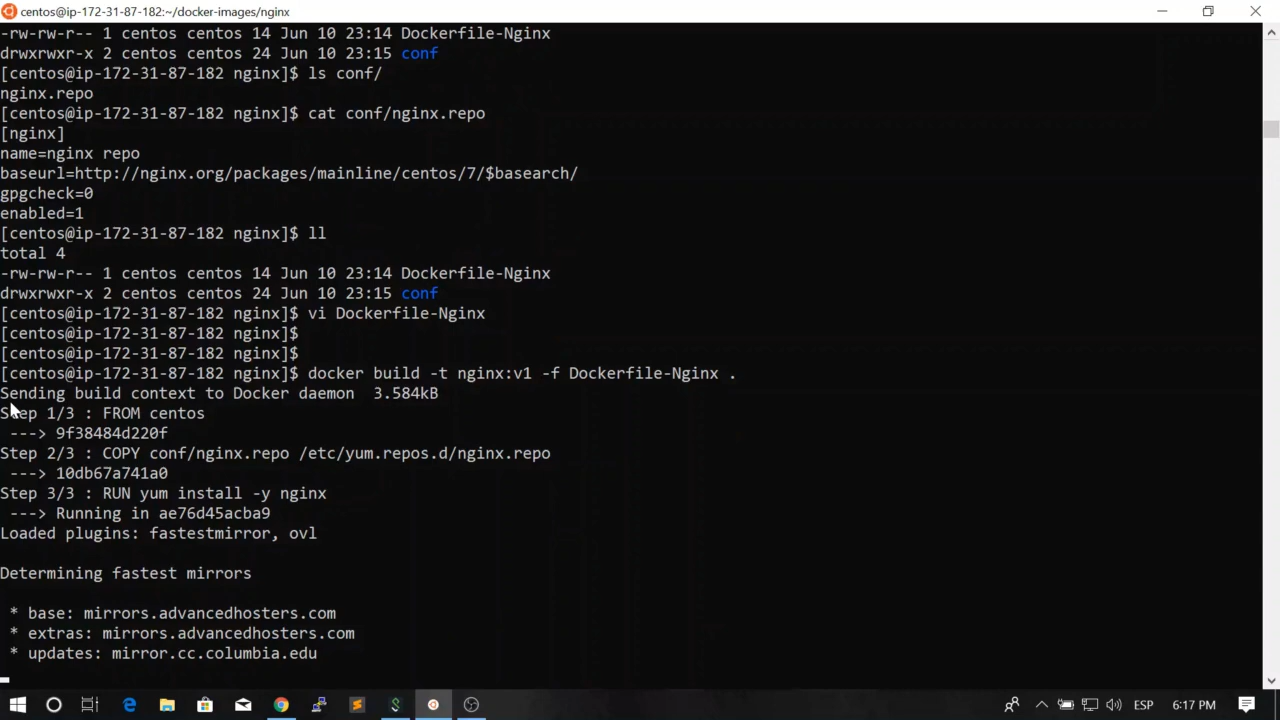 centos@ip-172-31-87-182:~/docker-images/nginx
-rw-rw-r-- 1 centos centos 14 Jun 10 23:14 Dockerfile-Nginx
drwxrwxr-x 2 centos centos 24 Jun 10 23:15 conf
[centos@ip-172-31-87-182 nginx]$ ls conf/
nginx.repo
[centos@ip-172-31-87-182 nginx]$ cat conf/nginx.repo
[nginx]
name=nginx repo
baseurl=http://nginx.org/packages/mainline/centos/7/$basearch/
gpgcheck=0
enabled=1
[centos@ip-172-31-87-182 nginx]$ ll
total 4
-rw-rw-r-- 1 centos centos 14 Jun 10 23:14 Dockerfile-Nginx
drwxrwxr-x 2 centos centos 24 Jun 10 23:15 conf
[centos@ip-172-31-87-182 nginx]$ vi Dockerfile-Nginx
[centos@ip-172-31-87-182 nginx]$
[centos@ip-172-31-87-182 nginx]$
[centos@ip-172-31-87-182 nginx]$ docker build -t nginx:v1 -f Dockerfile-Nginx .
Sending build context to Docker daemon  3.584kB
Step 1/3 : FROM centos
 ---> 9f38484d220f
Step 2/3 : COPY conf/nginx.repo /etc/yum.repos.d/nginx.repo
 ---> 10db67a741a0
Step 3/3 : RUN yum install -y nginx
 ---> Running in ae76d45acba9
Loaded plugins: fastestmirror, ovl
Determining fastest mirrors
 * base: mirrors.advancedhosters.com
 * extras: mirrors.advancedhosters.com
 * updates: mirror.cc.columbia.edu
ESP
6:17 PM